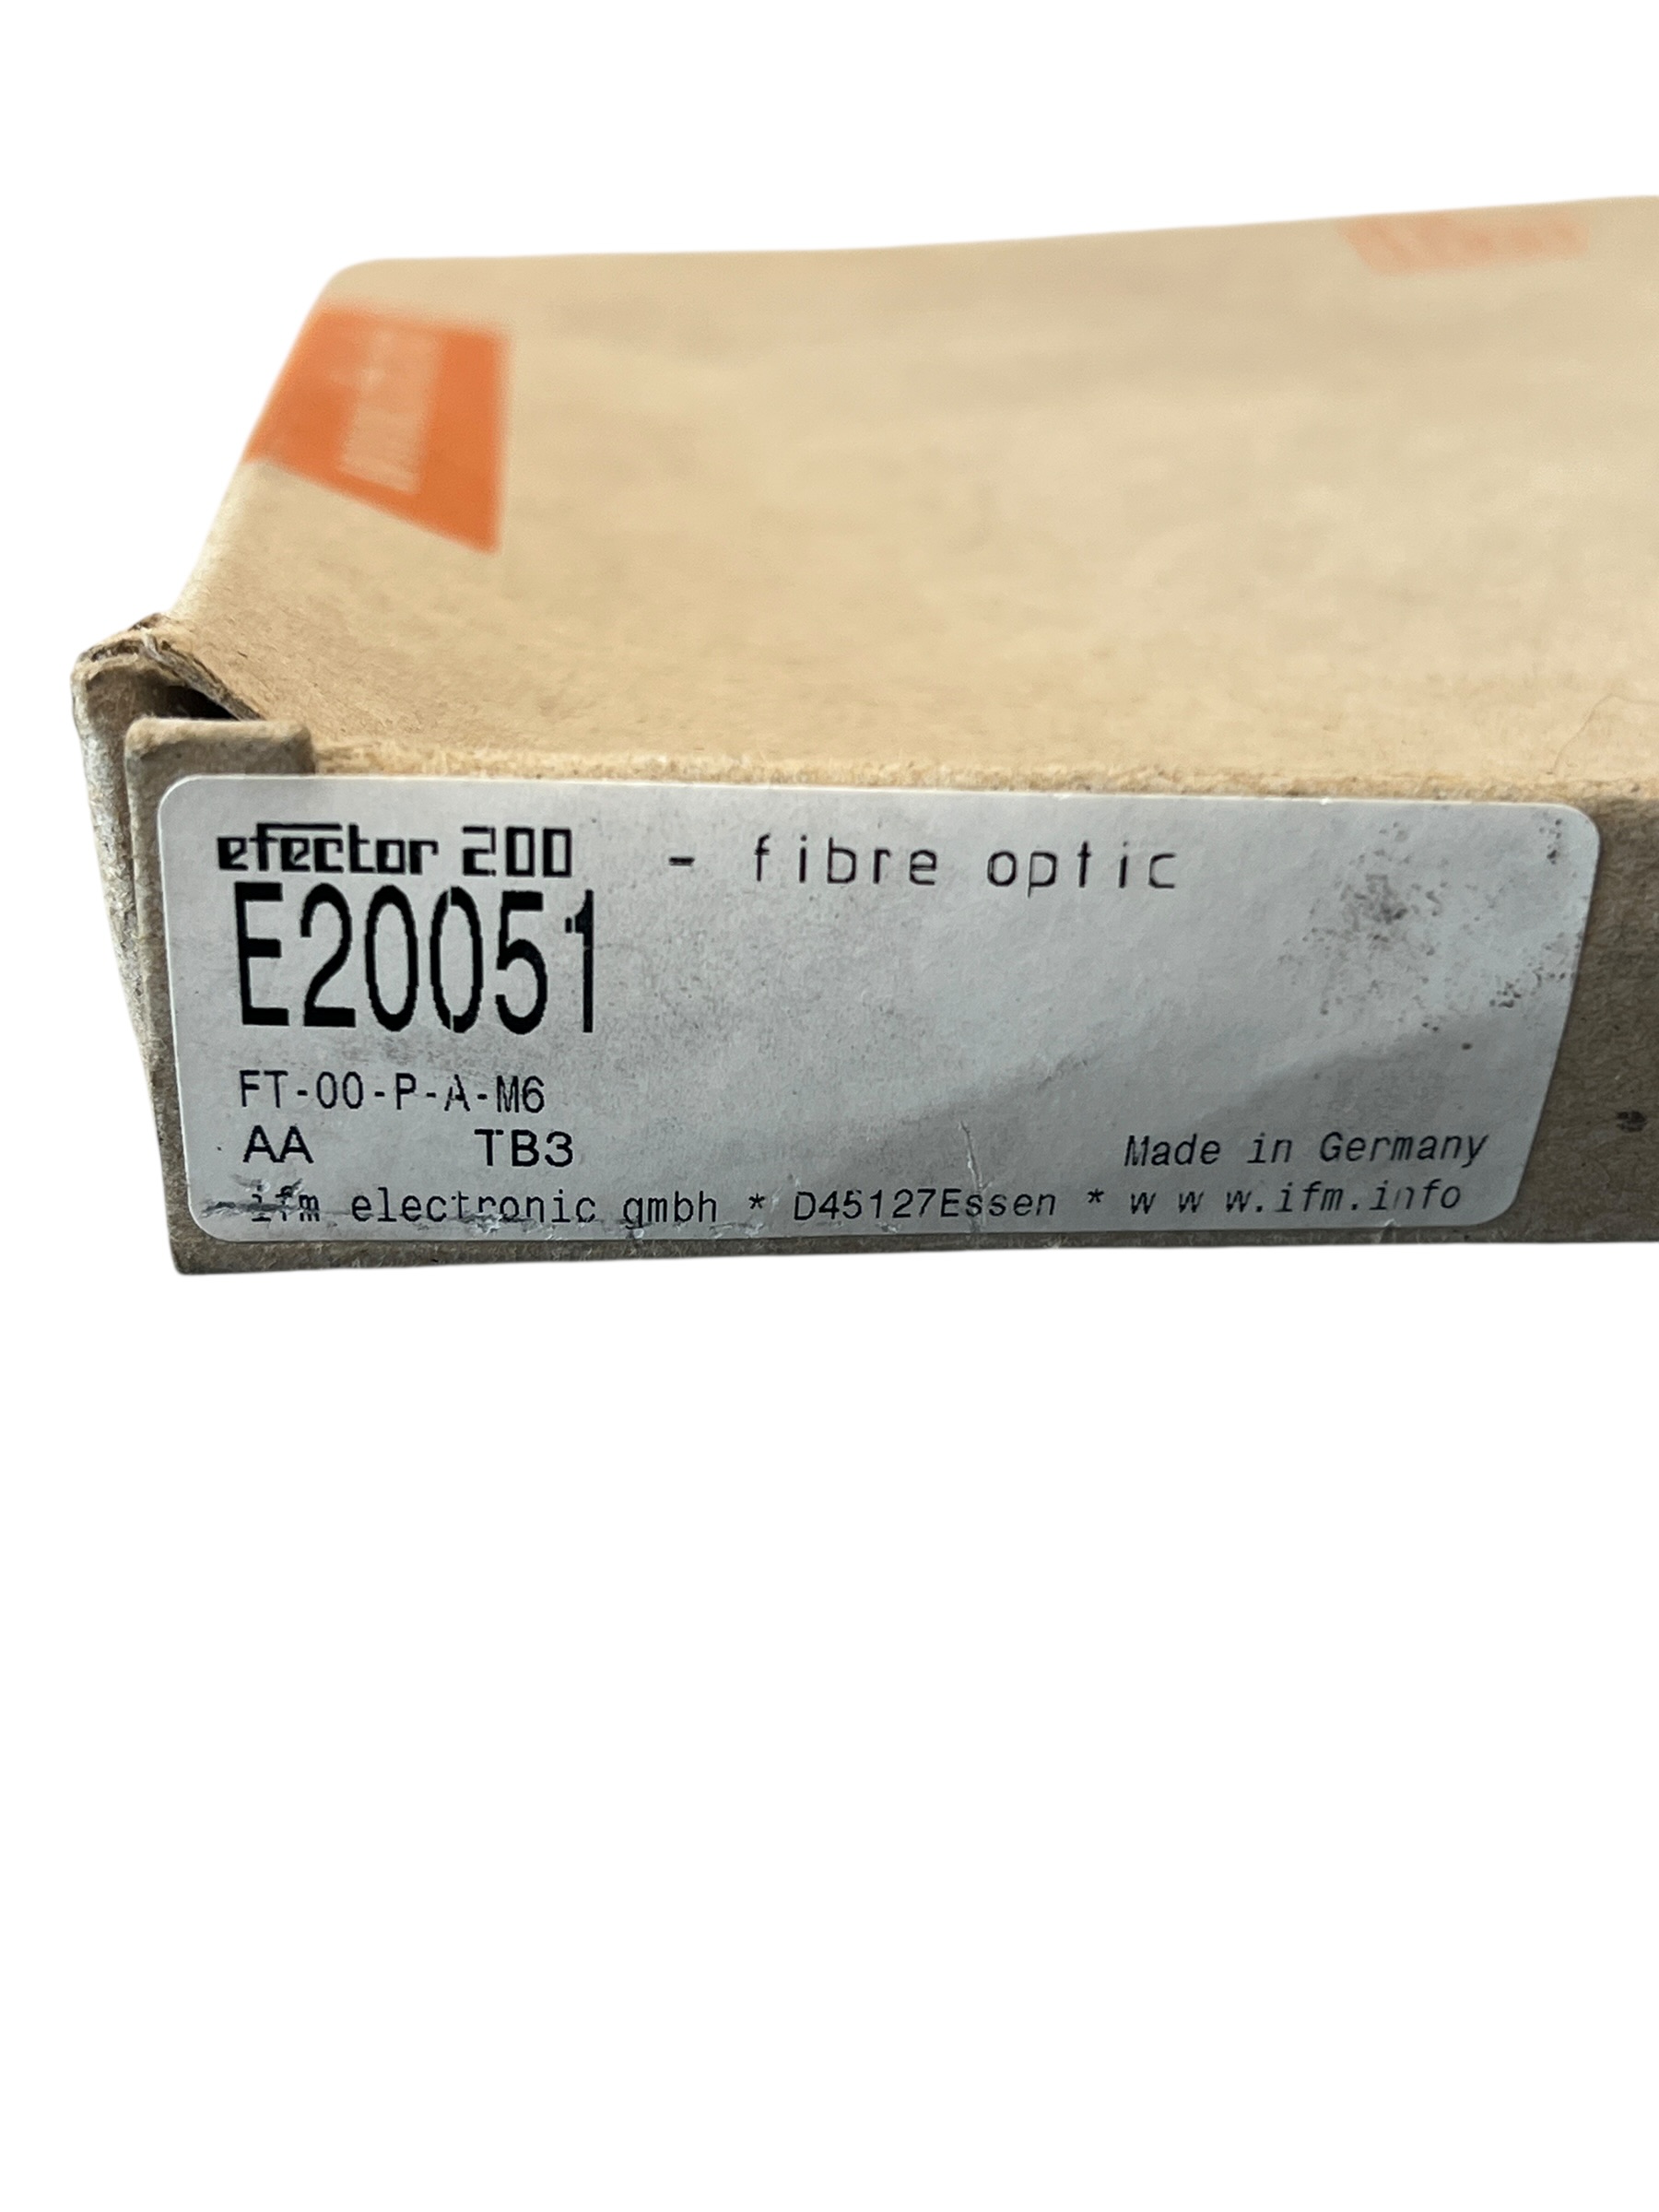 efector 200 - fibre optic
E20051
FT-00-P-A-M6
AA TB3
Made in Germany
ifm electronic gmbh * D45127Essen * w w w.ifm.info